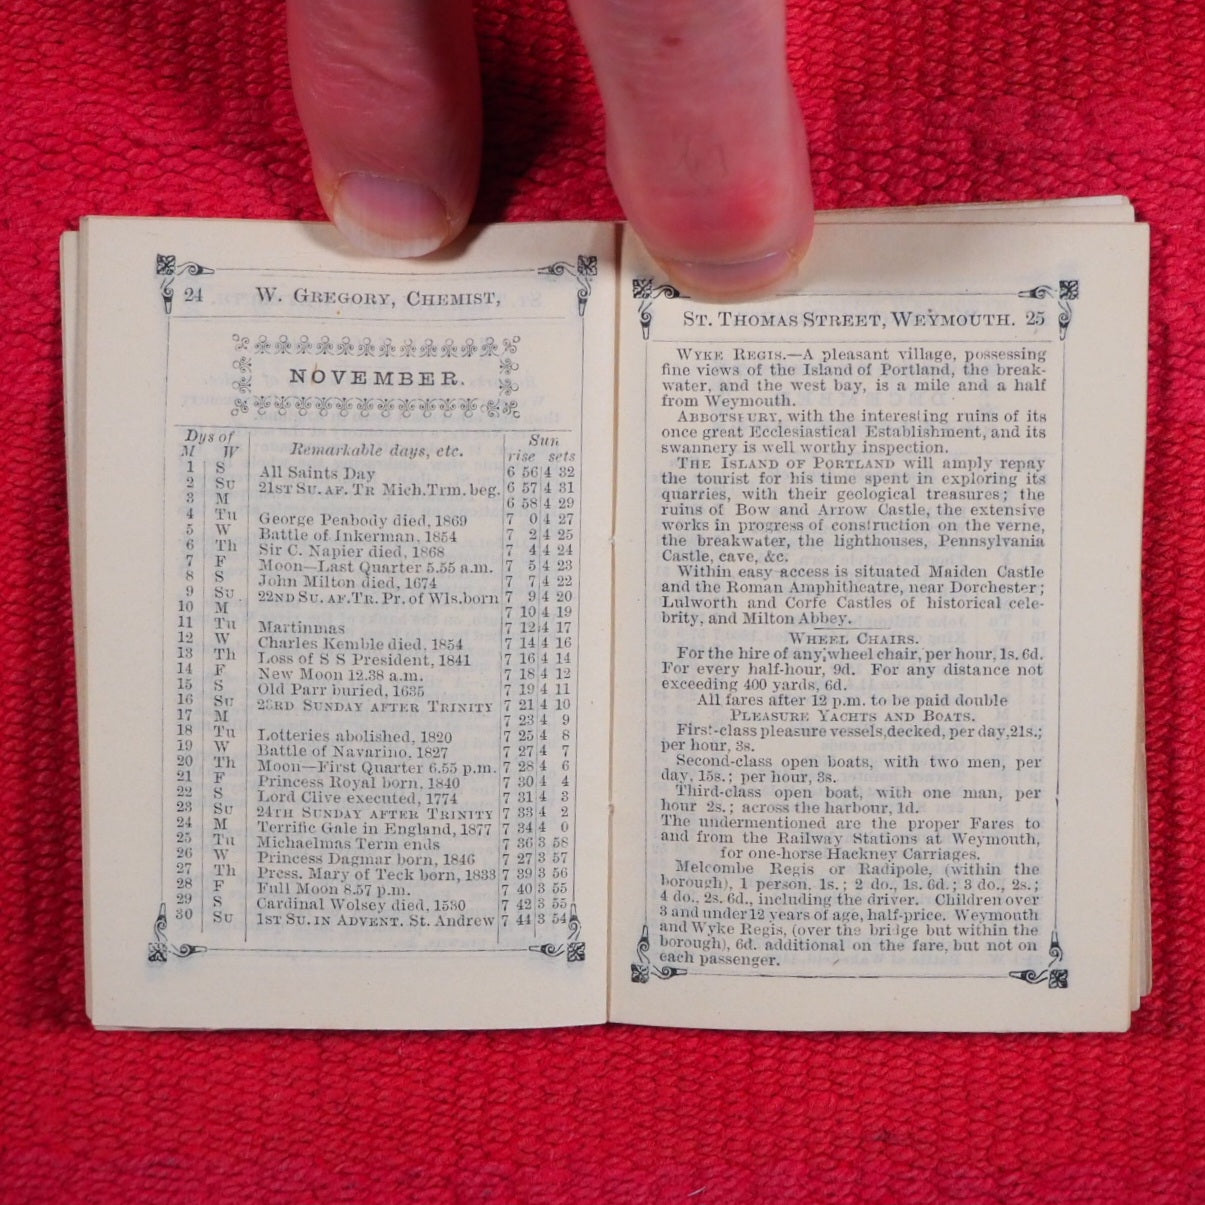 24 W. GREGORY, CHEMIST,
NOVEMBER.
Dys of Sun
M W Remarkable days, etc. rise sets
1 S All Saints Day 6 56 4 32
2 Su 21ST SU. AF. TR Mich.Trm. beg. 6 57 4 31
3 M 6 58 4 29
4 Tu George Peabody died, 1869 7 0 4 27
5 W Battle of Inkerman, 1854 7 2 4 25
6 Th Sir C. Napier died, 1868 7 4 4 24
7 F Moon—Last Quarter 5.55 a.m. 7 5 4 23
8 S John Milton died, 1674 7 7 4 22
9 Su. 22ND SU. AF. TR. Pr. of Wls. born 7 9 4 20
10 M 7 10 4 19
11 Tu Martinmas 7 12 4 17
12 W Charles Kemble died, 1854 7 14 4 16
13 Th Loss of S S President, 1841 7 16 4 14
14 F New Moon 12.38 a.m. 7 18 4 12
15 S Old Parr buried, 1635 7 19 4 11
16 Su 23RD SUNDAY AFTER TRINITY 7 21 4 10
17 M 7 23 4 9
18 Tu Lotteries abolished, 1820 7 25 4 8
19 W Battle of Navarino, 1827 7 27 4 7
20 Th Moon—First Quarter 6.55 p.m. 7 28 4 6
21 F Princess Royal born, 1840 7 30 4 4
22 S Lord Clive executed, 1774 7 31 4 3
23 Su 24TH SUNDAY AFTER TRINITY 7 33 4 2
24 M Terrific Gale in England, 1877 7 34 4 0
25 Tu Michaelmas Term ends 7 36 3 58
26 W Princess Dagmar born, 1846 7 27 3 57
27 Th Press. Mary of Teck born, 1833 7 39 3 56
28 F Full Moon 8.57 p.m. 7 40 3 55
29 S Cardinal Wolsey died, 1530 7 42 3 55
30 Su 1ST SU. IN ADVENT. St. Andrew 7 44 3 54
ST. THOMAS STREET, WEYMOUTH. 25
WYKE REGIS.—A pleasant village, possessing
fine views of the Island of Portland, the break-
water, and the west bay, is a mile and a half
from Weymouth.
ABBOTSFURY, with the interesting ruins of its
once great Ecclesiastical Establishment, and its
swannery is well worthy inspection.
THE ISLAND OF PORTLAND will amply repay
the tourist for his time spent in exploring its
quarries, with their geological treasures; the
ruins of Bow and Arrow Castle, the extensive
works in progress of construction on the verne,
the breakwater, the lighthouses, Pennsylvania
Castle, cave, &c.
Within easy access is situated Maiden Castle
and the Roman Amphitheatre, near Dorchester;
Lulworth and Corfe Castles of historical cele-
brity, and Milton Abbey.
WHEEL CHAIRS.
For the hire of any wheel chair, per hour, 1s. 6d.
For every half-hour, 9d. For any distance not
exceeding 400 yards, 6d.
All fares after 12 p.m. to be paid double
PLEASURE YACHTS AND BOATS.
First-class pleasure vessels, decked, per day, 21s.;
per hour, 3s.
Second-class open boats, with two men, per
day, 15s.; per hour, 3s.
Third-class open boat, with one man, per
hour 2s.; across the harbour, 1d.
The undermentioned are the proper Fares to
and from the Railway Stations at Weymouth,
for one-horse Hackney Carriages.
Melcombe Regis or Radipole, (within the
borough), 1 person, 1s.; 2 do., 1s. 6d.; 3 do., 2s.;
4 do., 2s. 6d., including the driver. Children over
3 and under 12 years of age, half-price. Weymouth
and Wyke Regis, (over the bridge but within the
borough), 6d. additional on the fare, but not on
each passenger.